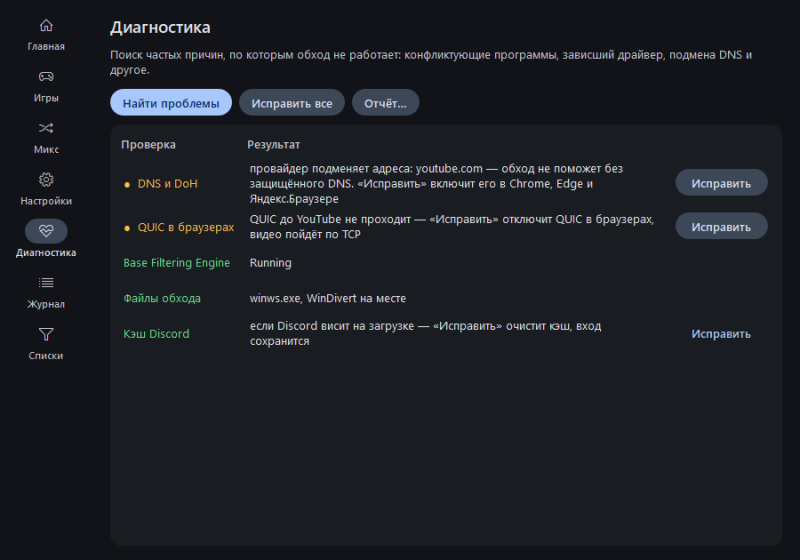 Главная
Игры
Микс
Настройки
Диагностика
Журнал
Списки
Диагностика
Поиск частых причин, по которым обход не работает: конфликтующие программы, зависший драйвер, подмена DNS и
другое.
Найти проблемы
Исправить все
Отчёт...
Проверка
Результат
DNS и DoH
провайдер подменяет адреса: youtube.com — обход не поможет без
защищённого DNS. «Исправить» включит его в Chrome, Edge и
Яндекс.Браузере
Исправить
QUIC в браузерах
QUIC до YouTube не проходит — «Исправить» отключит QUIC в браузерах,
видео пойдёт по TCP
Исправить
Base Filtering Engine
Running
Файлы обхода
winws.exe, WinDivert на месте
Кэш Discord
если Discord висит на загрузке — «Исправить» очистит кэш, вход
сохранится
Исправить